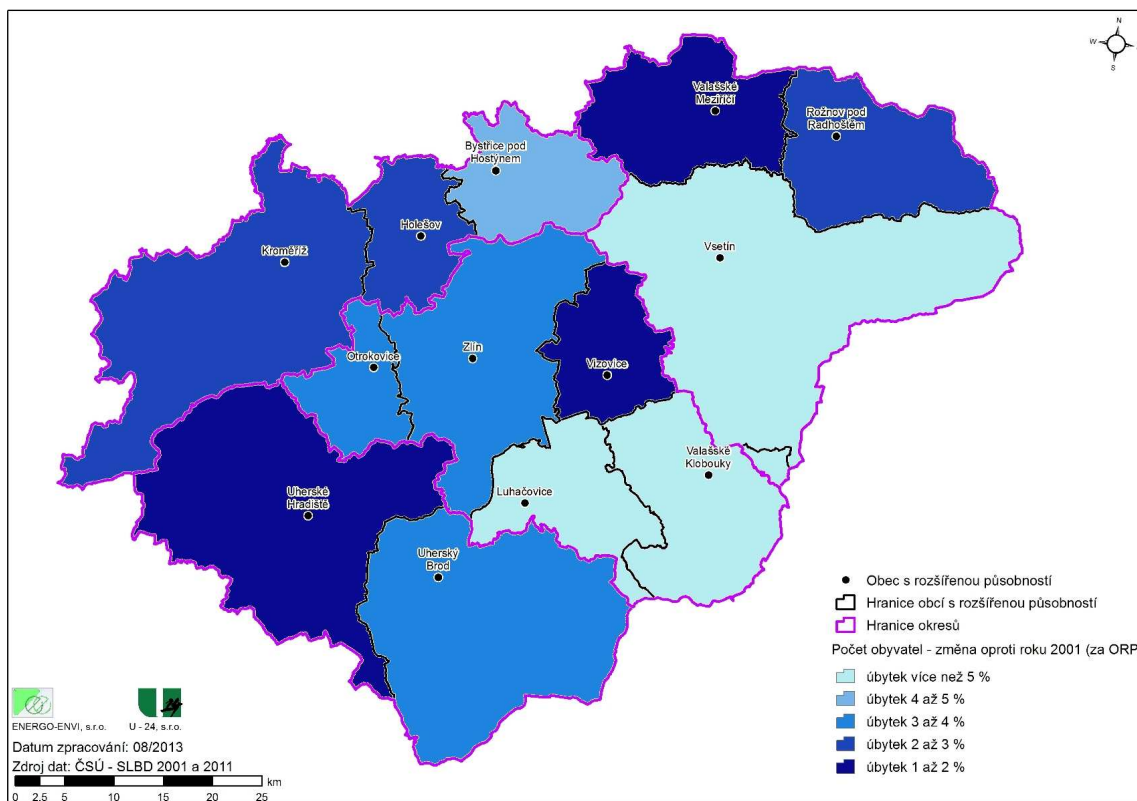 N
W
S
Valašské
Meziříčí
Rožnov pod
Radhoštěm
Bystřice pod
Hostýnem
Holešov
Kroměříž
Vsetín
Otrokovice
Zlín
Vizovice
Valašské
Klobouky
Luhačovice
Uherské
Hradiště
Uherský
Brod
Obec s rozšířenou působností
Hranice obcí s rozšířenou působností
Hranice okresů
Počet obyvatel - změna oproti roku 2001 (za ORP
úbytek více než 5 %
úbytek 4 až 5 %
úbytek 3 až 4 %
úbytek 2 až 3 %
úbytek 1 až 2 %
ENERGO-ENVI, s.r.o. U - 24, s.r.o.
Datum zpracování: 08/2013
Zdroj dat: ČSÚ - SLBD 2001 a 2011
km
0 2.5 5 10 15 20 25